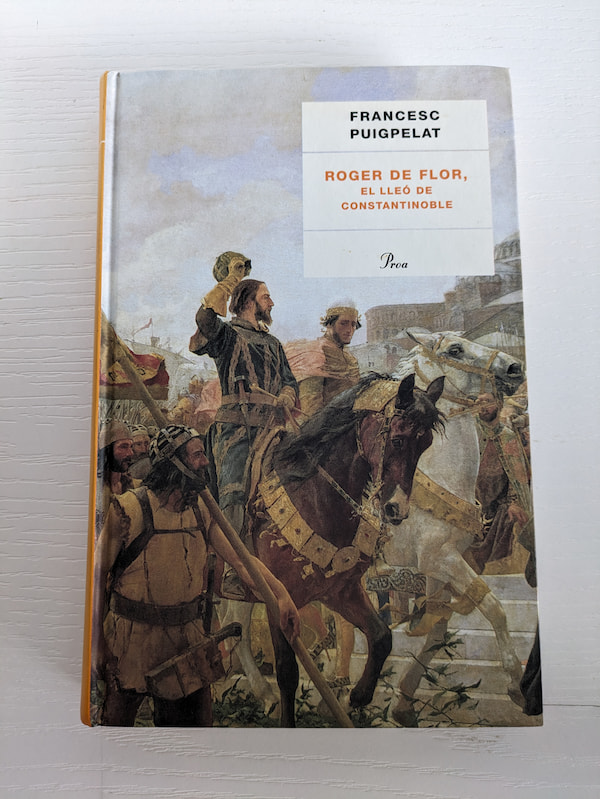 FRANCESC
PUIGPELAT
ROGER DE FLOR,
EL LLEÓ DE
CONSTANTINOBLE
Proa